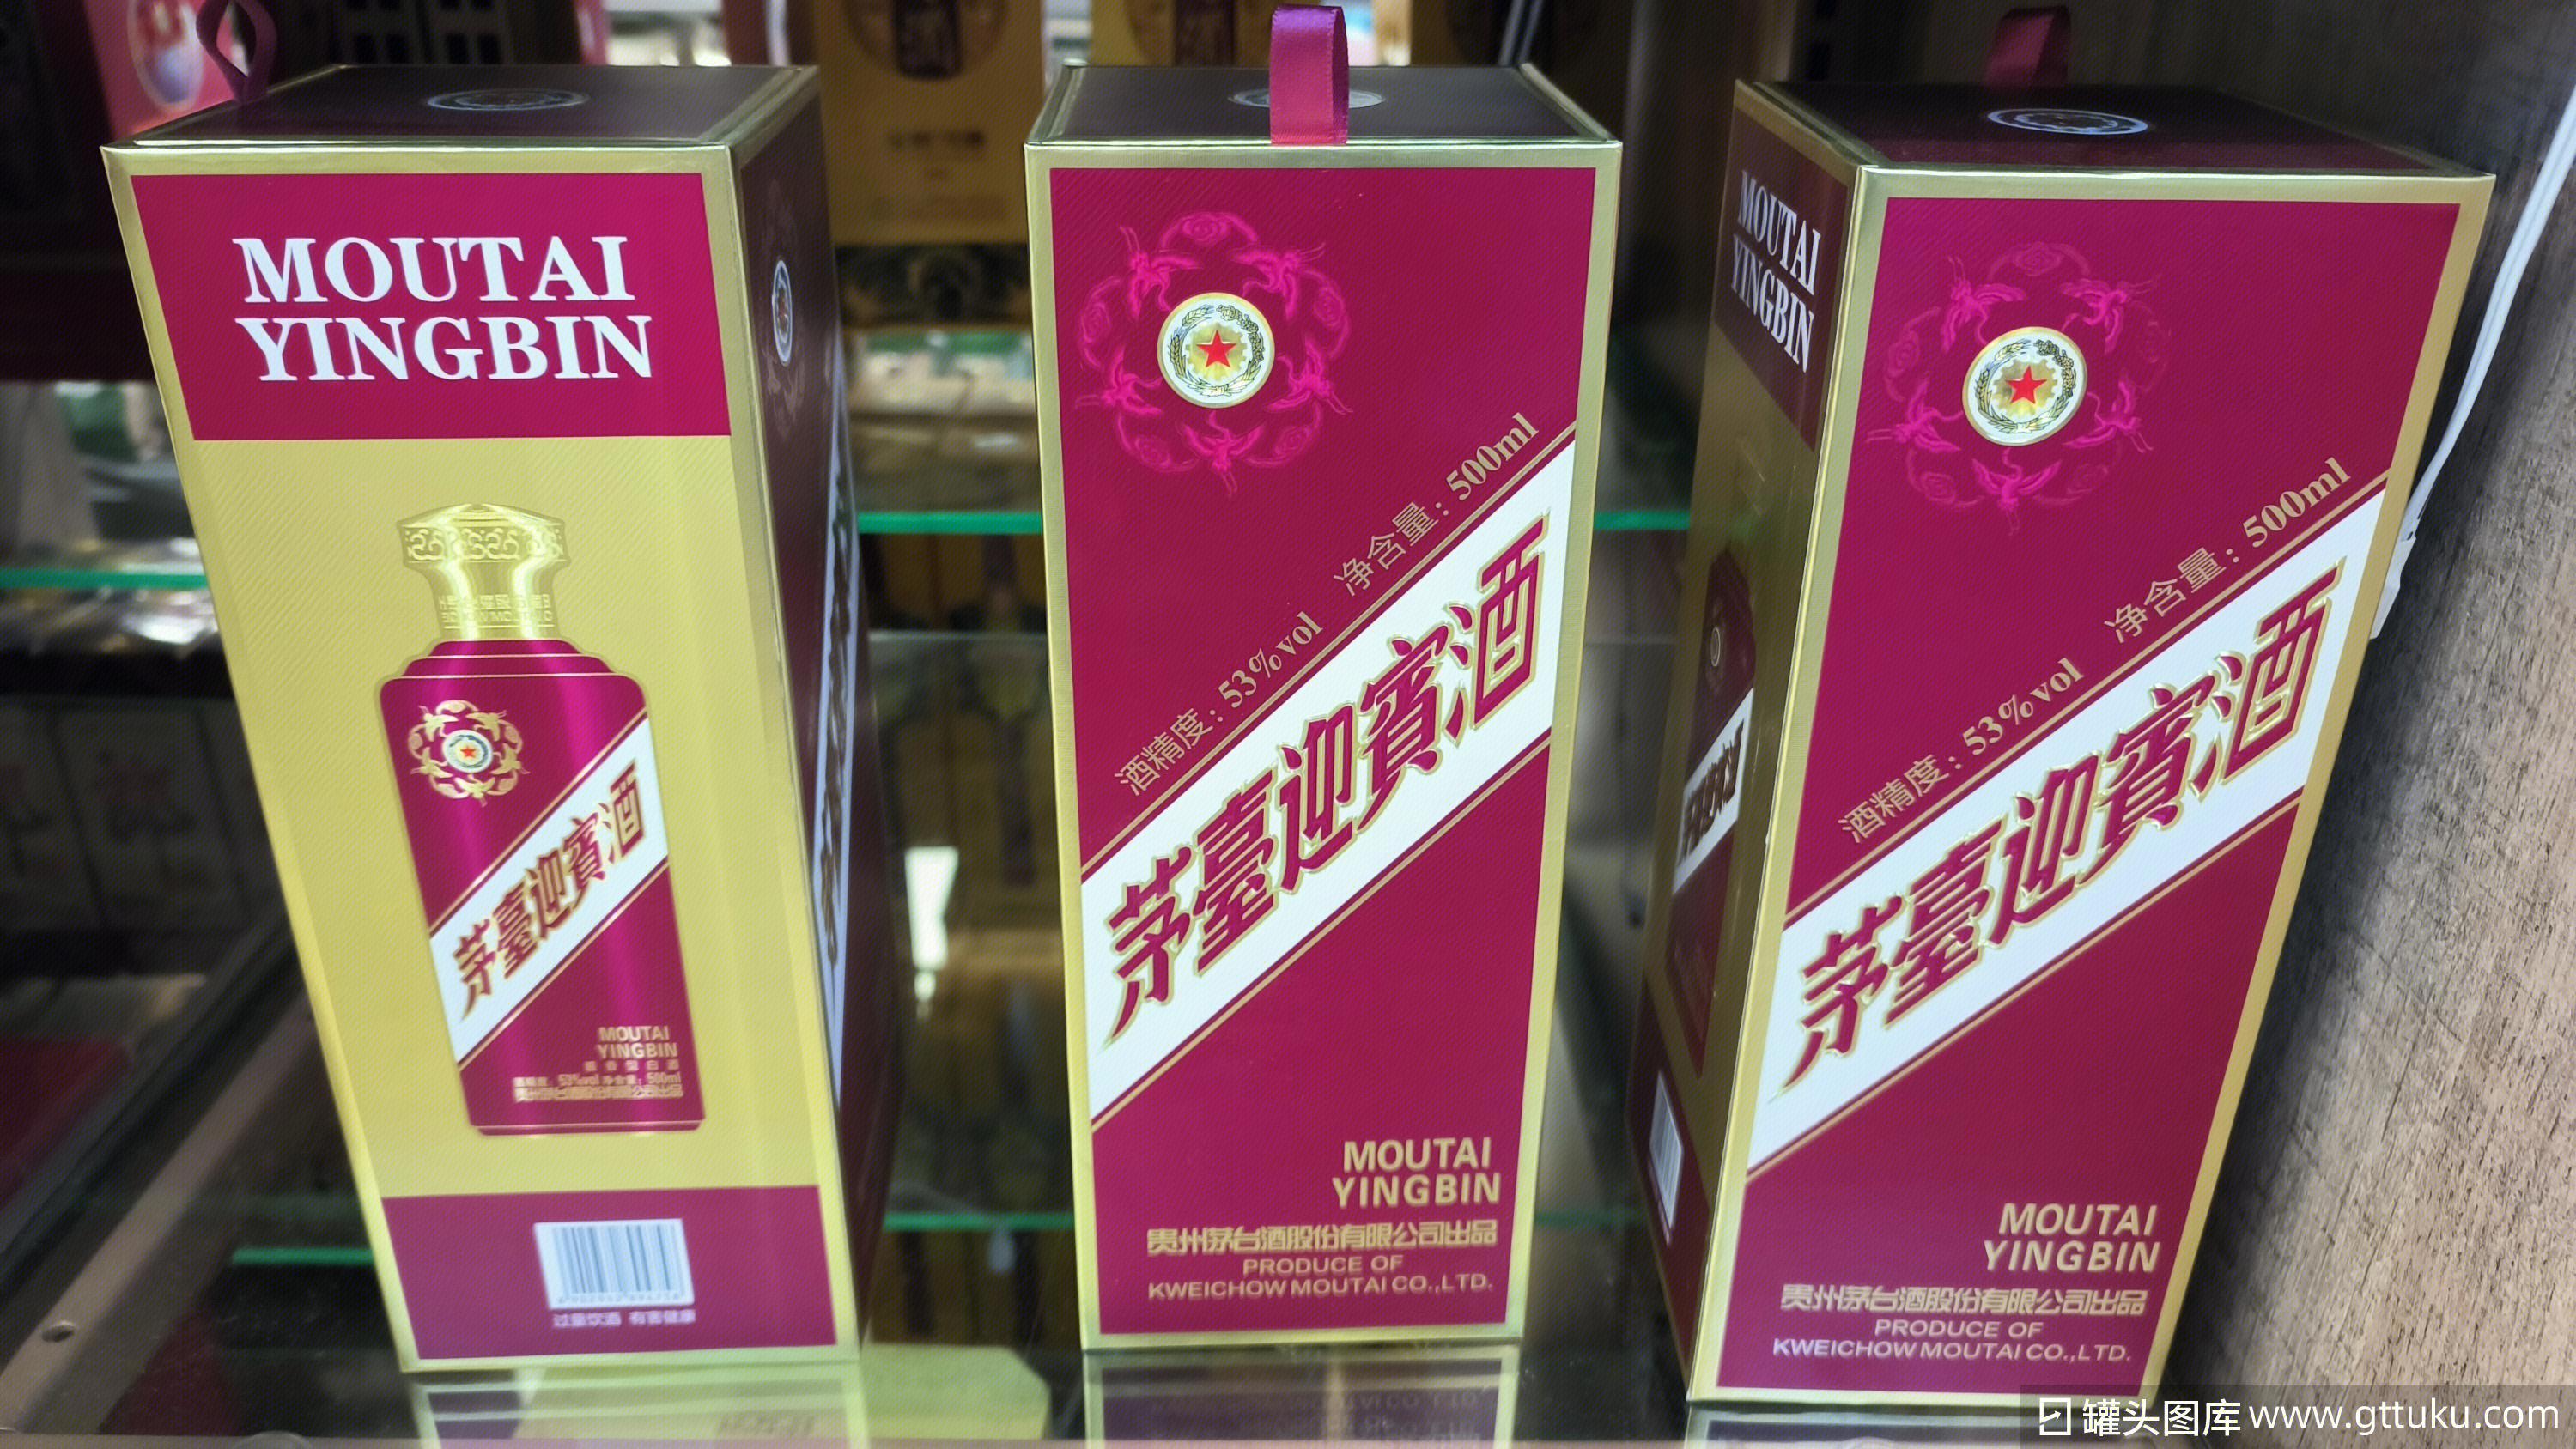 MOUTAI
YINGBIN
茅臺迎賓酒
MOUTAI
YINGBIN
53%vol
500ml
过量饮酒 有害健康
酒精度：53%vol 净含量：500ml
茅臺迎賓酒
MOUTAI
YINGBIN
贵州茅台酒股份有限公司出品
PRODUCE OF
KWEICHOW MOUTAI CO.,LTD.
MOUTAI
YINGBIN
酒精度：53%vol 净含量：500ml
茅臺迎賓酒
MOUTAI
YINGBIN
贵州茅台酒股份有限公司出品
PRODUCE OF
KWEICHOW MOUTAI CO.,LTD.
罐头图库 www.gttuku.com